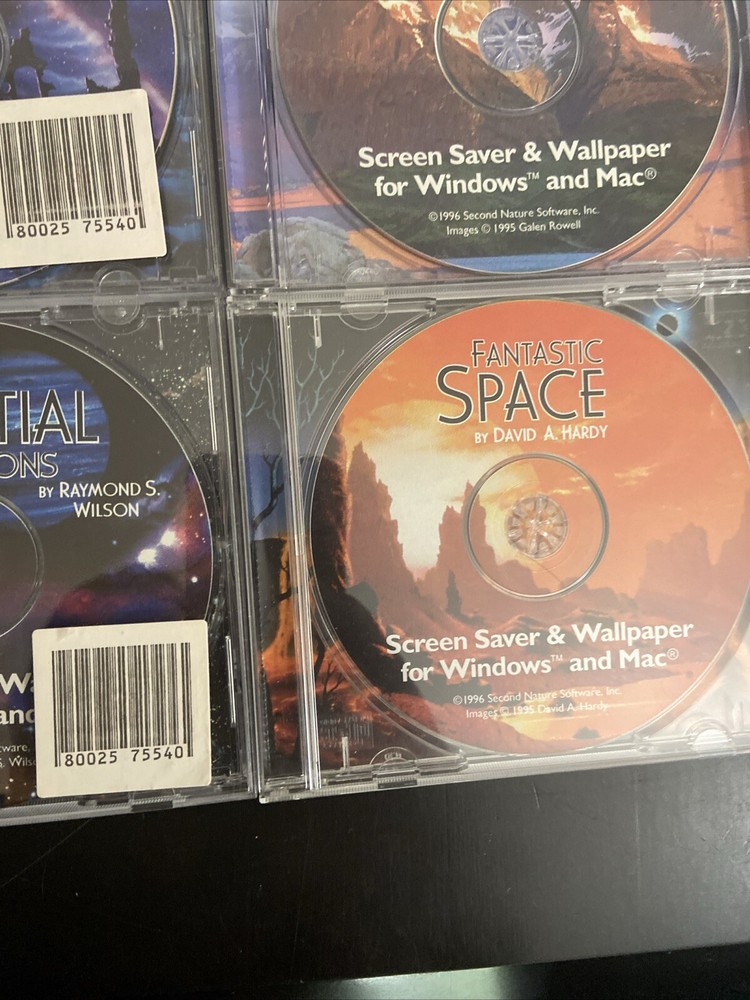 80025 75540
Screen Saver & Wallpaper
for Windows™ and Mac®
©1996 Second Nature Software, Inc.
Images © 1995 Galen Rowell
TIAL
ONS
BY RAYMOND S.
WILSON
80025 75540
FANTASTIC
SPACE
BY DAVID A. HARDY
Screen Saver & Wallpaper
for Windows™ and Mac®
©1996 Second Nature Software, Inc.
Images © 1995 David A. Hardy